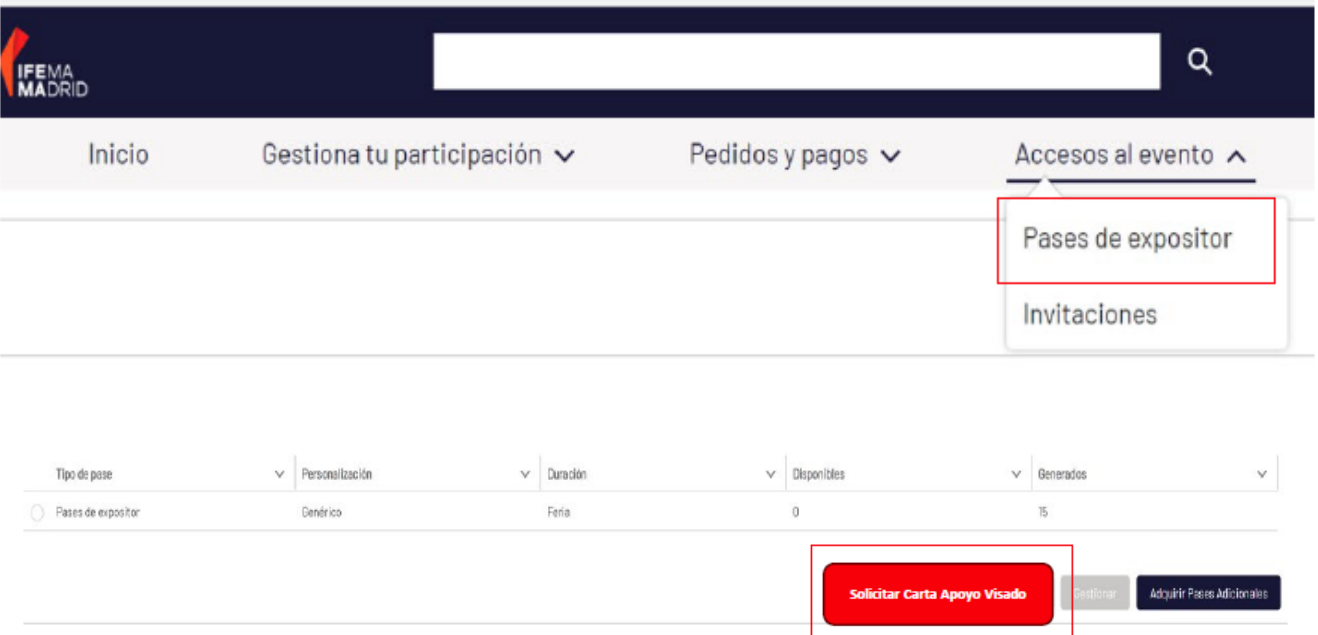 IFEMA
MADRID
Inicio Gestiona tu participación Pedidos y pagos Accesos al evento
Pases de expositor
Invitaciones
Tipo de pase Personalización Duración Disponibles Generados
Pases de expositor Genérico Feria 0 15
Solicitar Carta Apoyo Visado Gestionar Adquirir Pases Adicionales